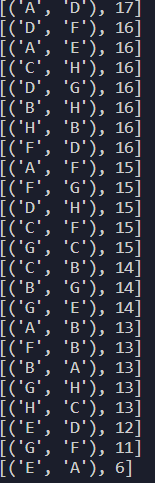 [('A', 'D'), 17]
[('D', 'F'), 16]
[('A', 'E'), 16]
[('C', 'H'), 16]
[('D', 'G'), 16]
[('B', 'H'), 16]
[('H', 'B'), 16]
[('F', 'D'), 16]
[('A', 'F'), 15]
[('F', 'G'), 15]
[('D', 'H'), 15]
[('C', 'F'), 15]
[('G', 'C'), 15]
[('C', 'B'), 14]
[('B', 'G'), 14]
[('G', 'E'), 14]
[('A', 'B'), 13]
[('F', 'B'), 13]
[('B', 'A'), 13]
[('G', 'H'), 13]
[('H', 'C'), 13]
[('E', 'D'), 12]
[('G', 'F'), 11]
[('E', 'A'), 6]